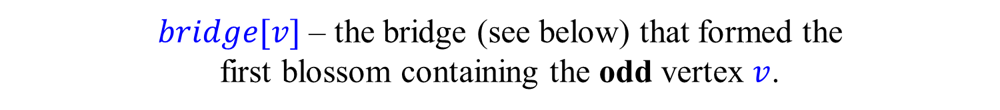 bridge[v] – the bridge (see below) that formed the
first blossom containing the odd vertex v.